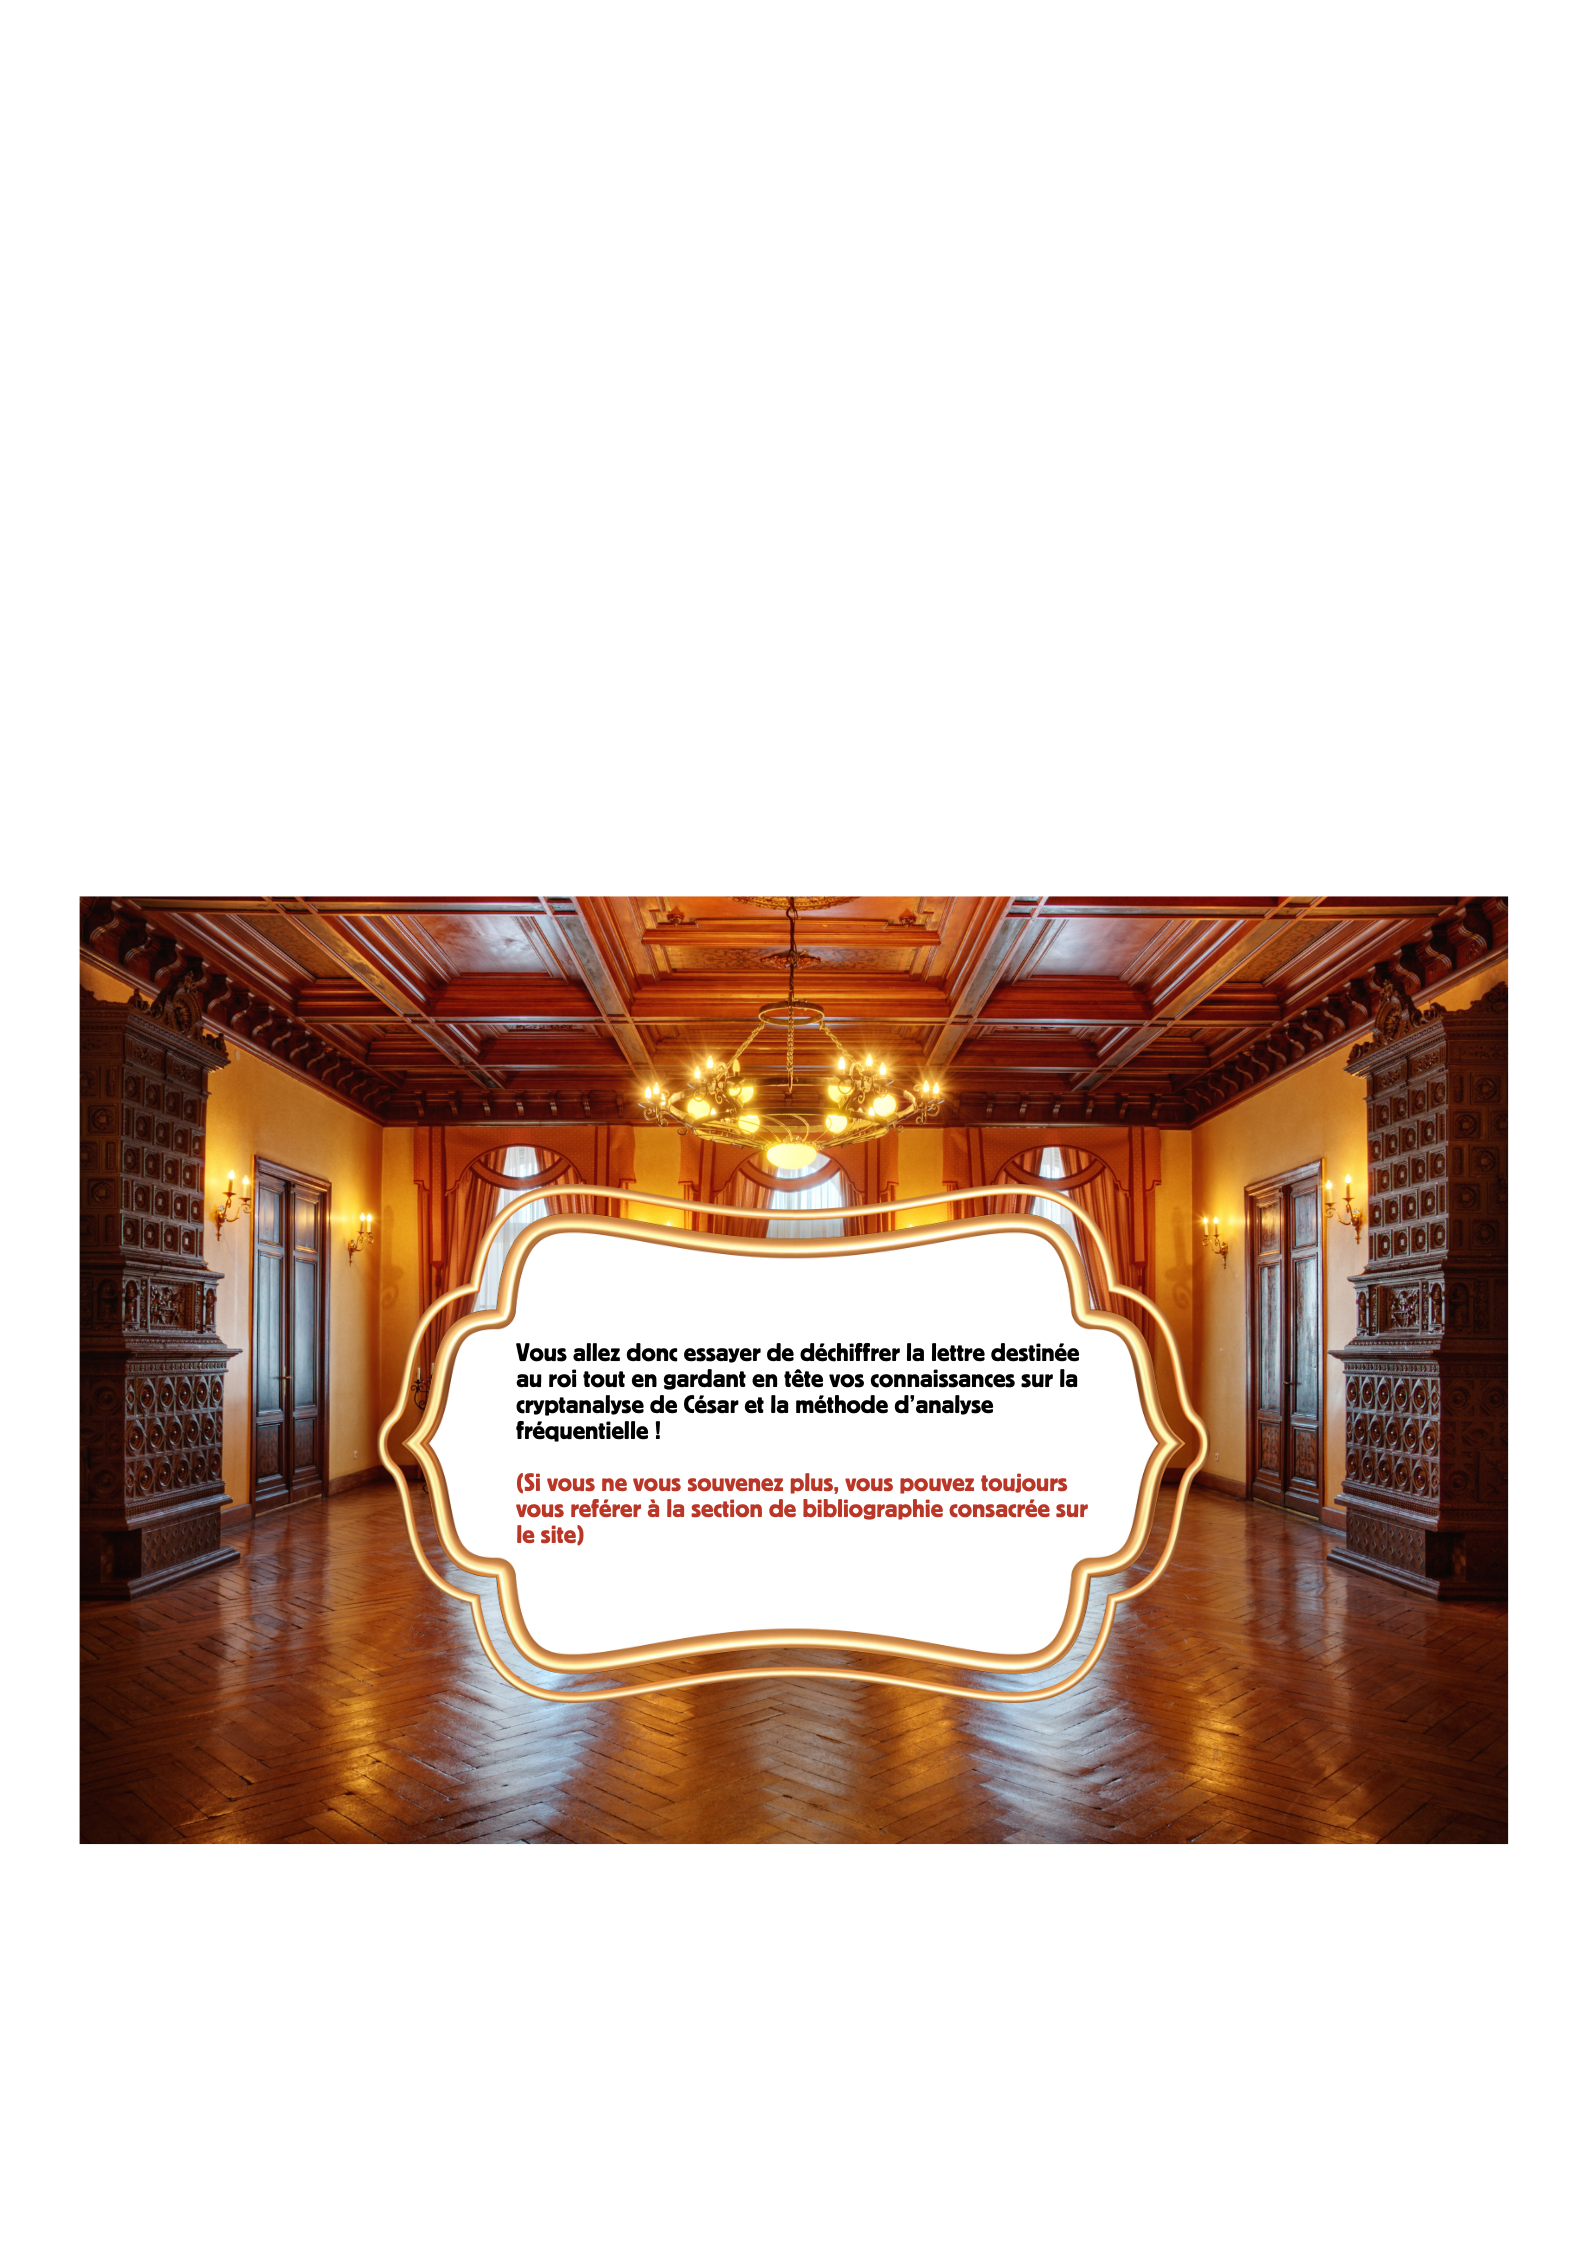 Vous allez donc essayer de déchiffrer la lettre destinée
au roi tout en gardant en tête vos connaissances sur la
cryptanalyse de César et la méthode d'analyse
fréquentielle !
(Si vous ne vous souvenez plus, vous pouvez toujours
vous reférer à la section de bibliographie consacrée sur
le site)